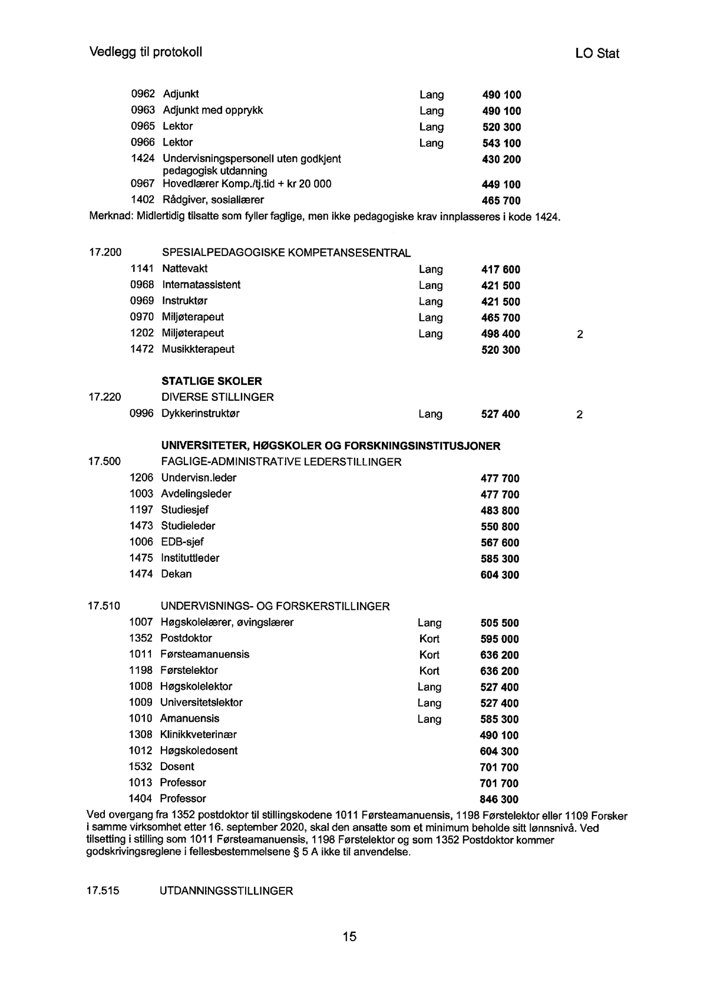 Vedlegg til protokoll LO Stat
0962 Adjunkt Lang 490 100
0963 Adjunkt med opprykk Lang 490 100
0965 Lektor Lang 520 300
0966 Lektor Lang 543 100
1424 Undervisningspersonell uten godkjent 430 200
pedagogisk utdanning
0967 Hovedlærer Komp./tj.tid + kr 20 000 449 100
1402 Rådgiver, sosiallærer 465 700
Merknad: Midlertidig tilsatte som fyller faglige, men ikke pedagogiske krav innplasseres i kode 1424.
17.200 SPESIALPEDAGOGISKE KOMPETANSESENTRAL
1141 Nattevakt Lang 417 600
0968 Internatassistent Lang 421 500
0969 Instruktør Lang 421 500
0970 Miljøterapeut Lang 465 700
1202 Miljøterapeut Lang 498 400 2
1472 Musikkterapeut 520 300
STATLIGE SKOLER
17.220 DIVERSE STILLINGER
0996 Dykkerinstruktør Lang 527 400 2
UNIVERSITETER, HØGSKOLER OG FORSKNINGSINSTITUSJONER
17.500 FAGLIGE-ADMINISTRATIVE LEDERSTILLINGER
1206 Undervisn.leder 477 700
1003 Avdelingsleder 477 700
1197 Studiesjef 483 800
1473 Studieleder 550 800
1006 EDB-sjef 567 600
1475 Instituttleder 585 300
1474 Dekan 604 300
17.510 UNDERVISNINGS- OG FORSKERSTILLINGER
1007 Høgskolelærer, øvingslærer Lang 505 500
1352 Postdoktor Kort 595 000
1011 Førsteamanuensis Kort 636 200
1198 Førstelektor Kort 636 200
1008 Høgskolelektor Lang 527 400
1009 Universitetslektor Lang 527 400
1010 Amanuensis Lang 585 300
1308 Klinikkveterinær 490 100
1012 Høgskoledosent 604 300
1532 Dosent 701 700
1013 Professor 701 700
1404 Professor 846 300
Ved overgang fra 1352 postdoktor til stillingskodene 1011 Førsteamanuensis, 1198 Førstelektor eller 1109 Forsker
i samme virksomhet etter 16. september 2020, skal den ansatte som et minimum beholde sitt lønnsnivå. Ved
tilsetting i stilling som 1011 Førsteamanuensis, 1198 Førstelektor og som 1352 Postdoktor kommer
godskrivingsreglene i fellesbestemmelsene § 5 A ikke til anvendelse.
17.515 UTDANNINGSSTILLINGER
15